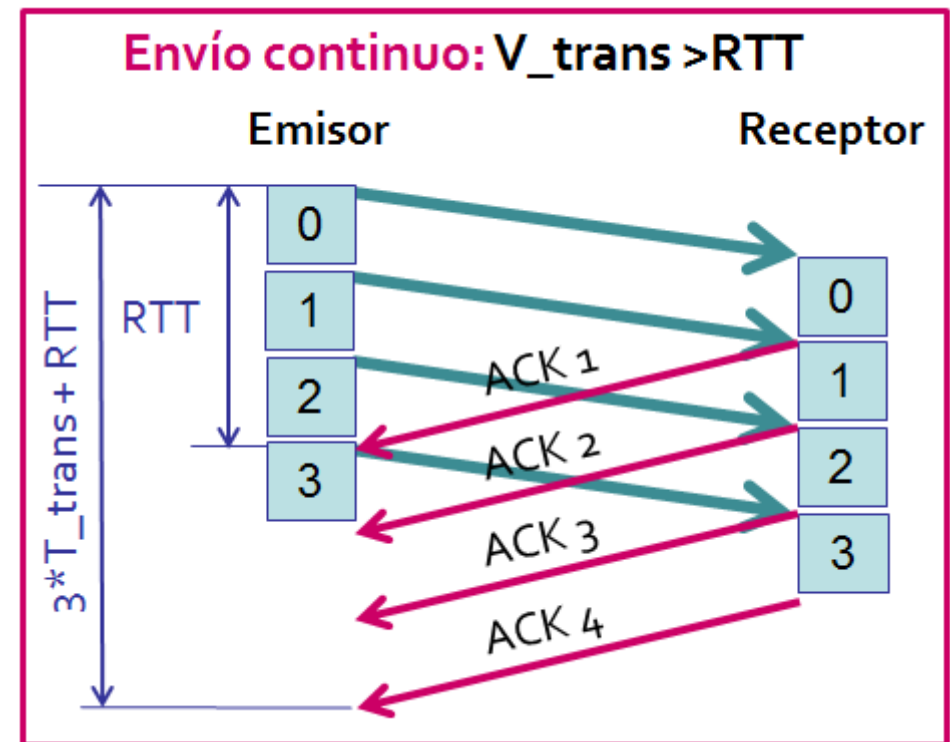 Envío continuo: V_trans >RTT
Emisor
Receptor
0
1
2
3
RTT
3*T_trans + RTT
ACK 1
ACK 2
ACK 3
ACK 4
0
1
2
3